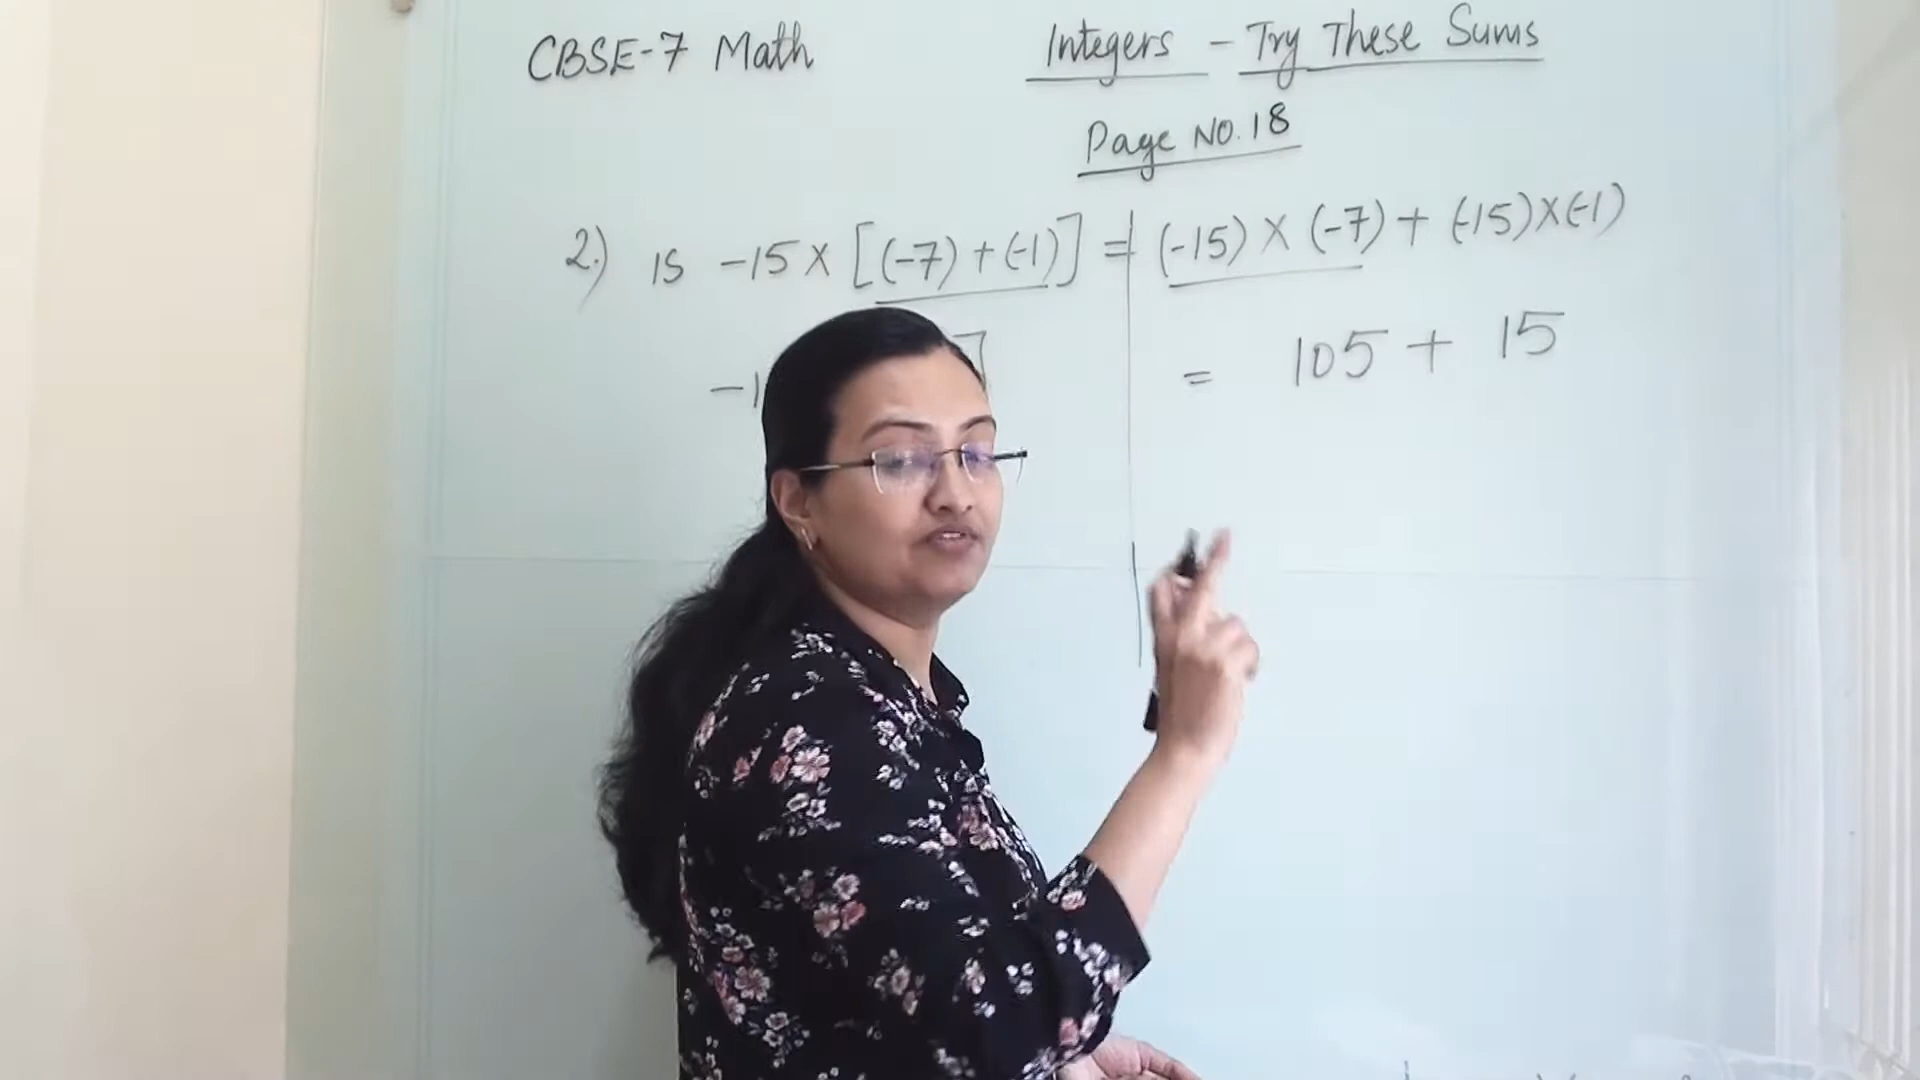 CBSE-7 Math
Integers - Try These Sums
Page No. 18
2.) is -15 × [(-7) + (-1)] = (-15) × (-7) + (-15) × (-1)
= 105 + 15